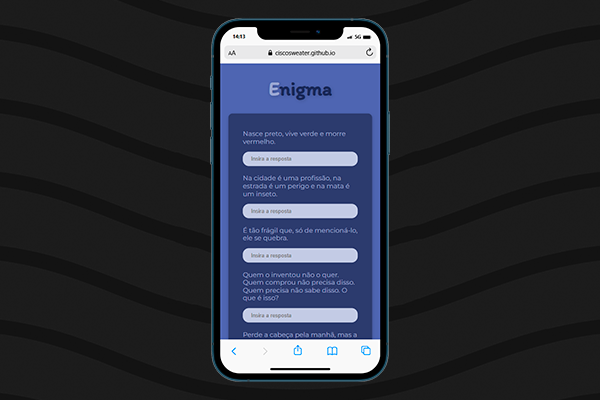 14:13
5G
AA
ciscosweater.github.io
Enigma
Nasce preto, vive verde e morre
vermelho.
Insira a resposta
Na cidade é uma profissão, na
estrada é um perigo e na mata é
um inseto.
Insira a resposta
É tão frágil que, só de mencioná-lo,
ele se quebra.
Insira a resposta
Quem o inventou não o quer.
Quem comprou não precisa disso.
Quem precisa não sabe disso. O
que é isso?
Insira a resposta
Perde a cabeça pela manhã, mas a